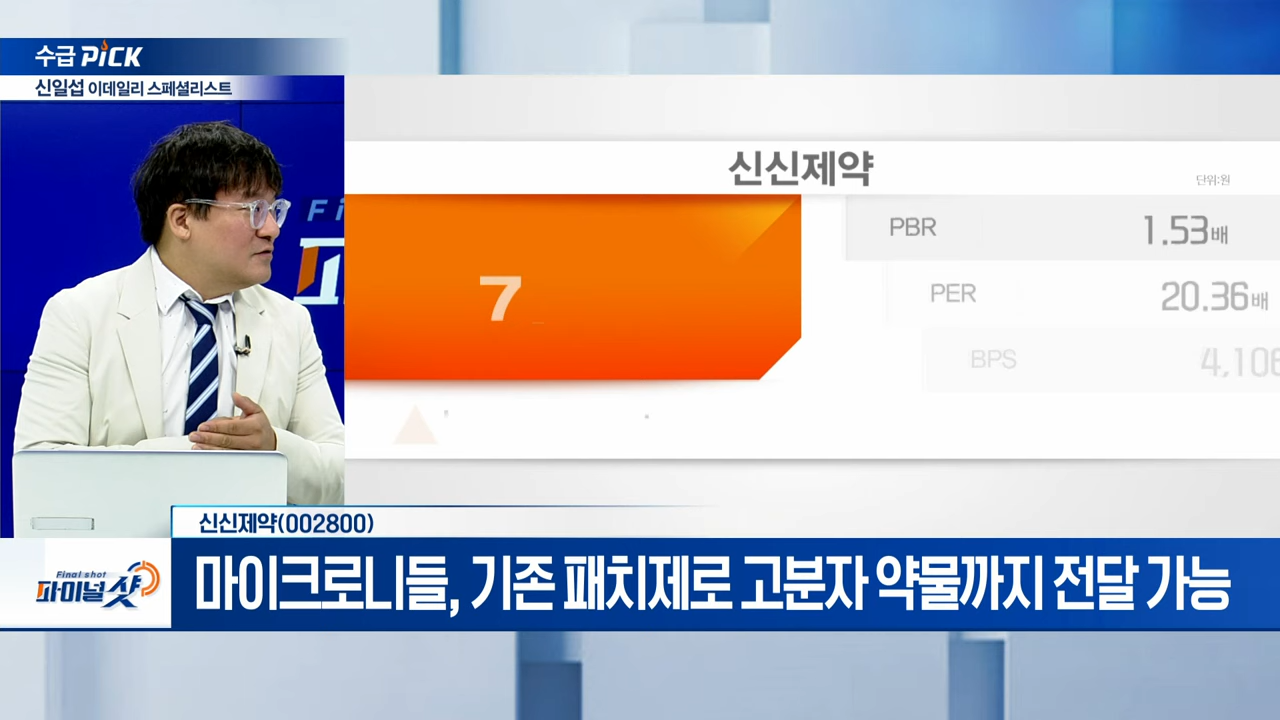 수급 PiCK
신일섭 이데일리 스페셜리스트
신신제약
단위:원
PBR 1.53배
7
PER 20.36배
BPS 4,106
Fi
신신제약(002800)
Final shot
파이널샷
마이크로니들, 기존 패치제로 고분자 약물까지 전달 가능